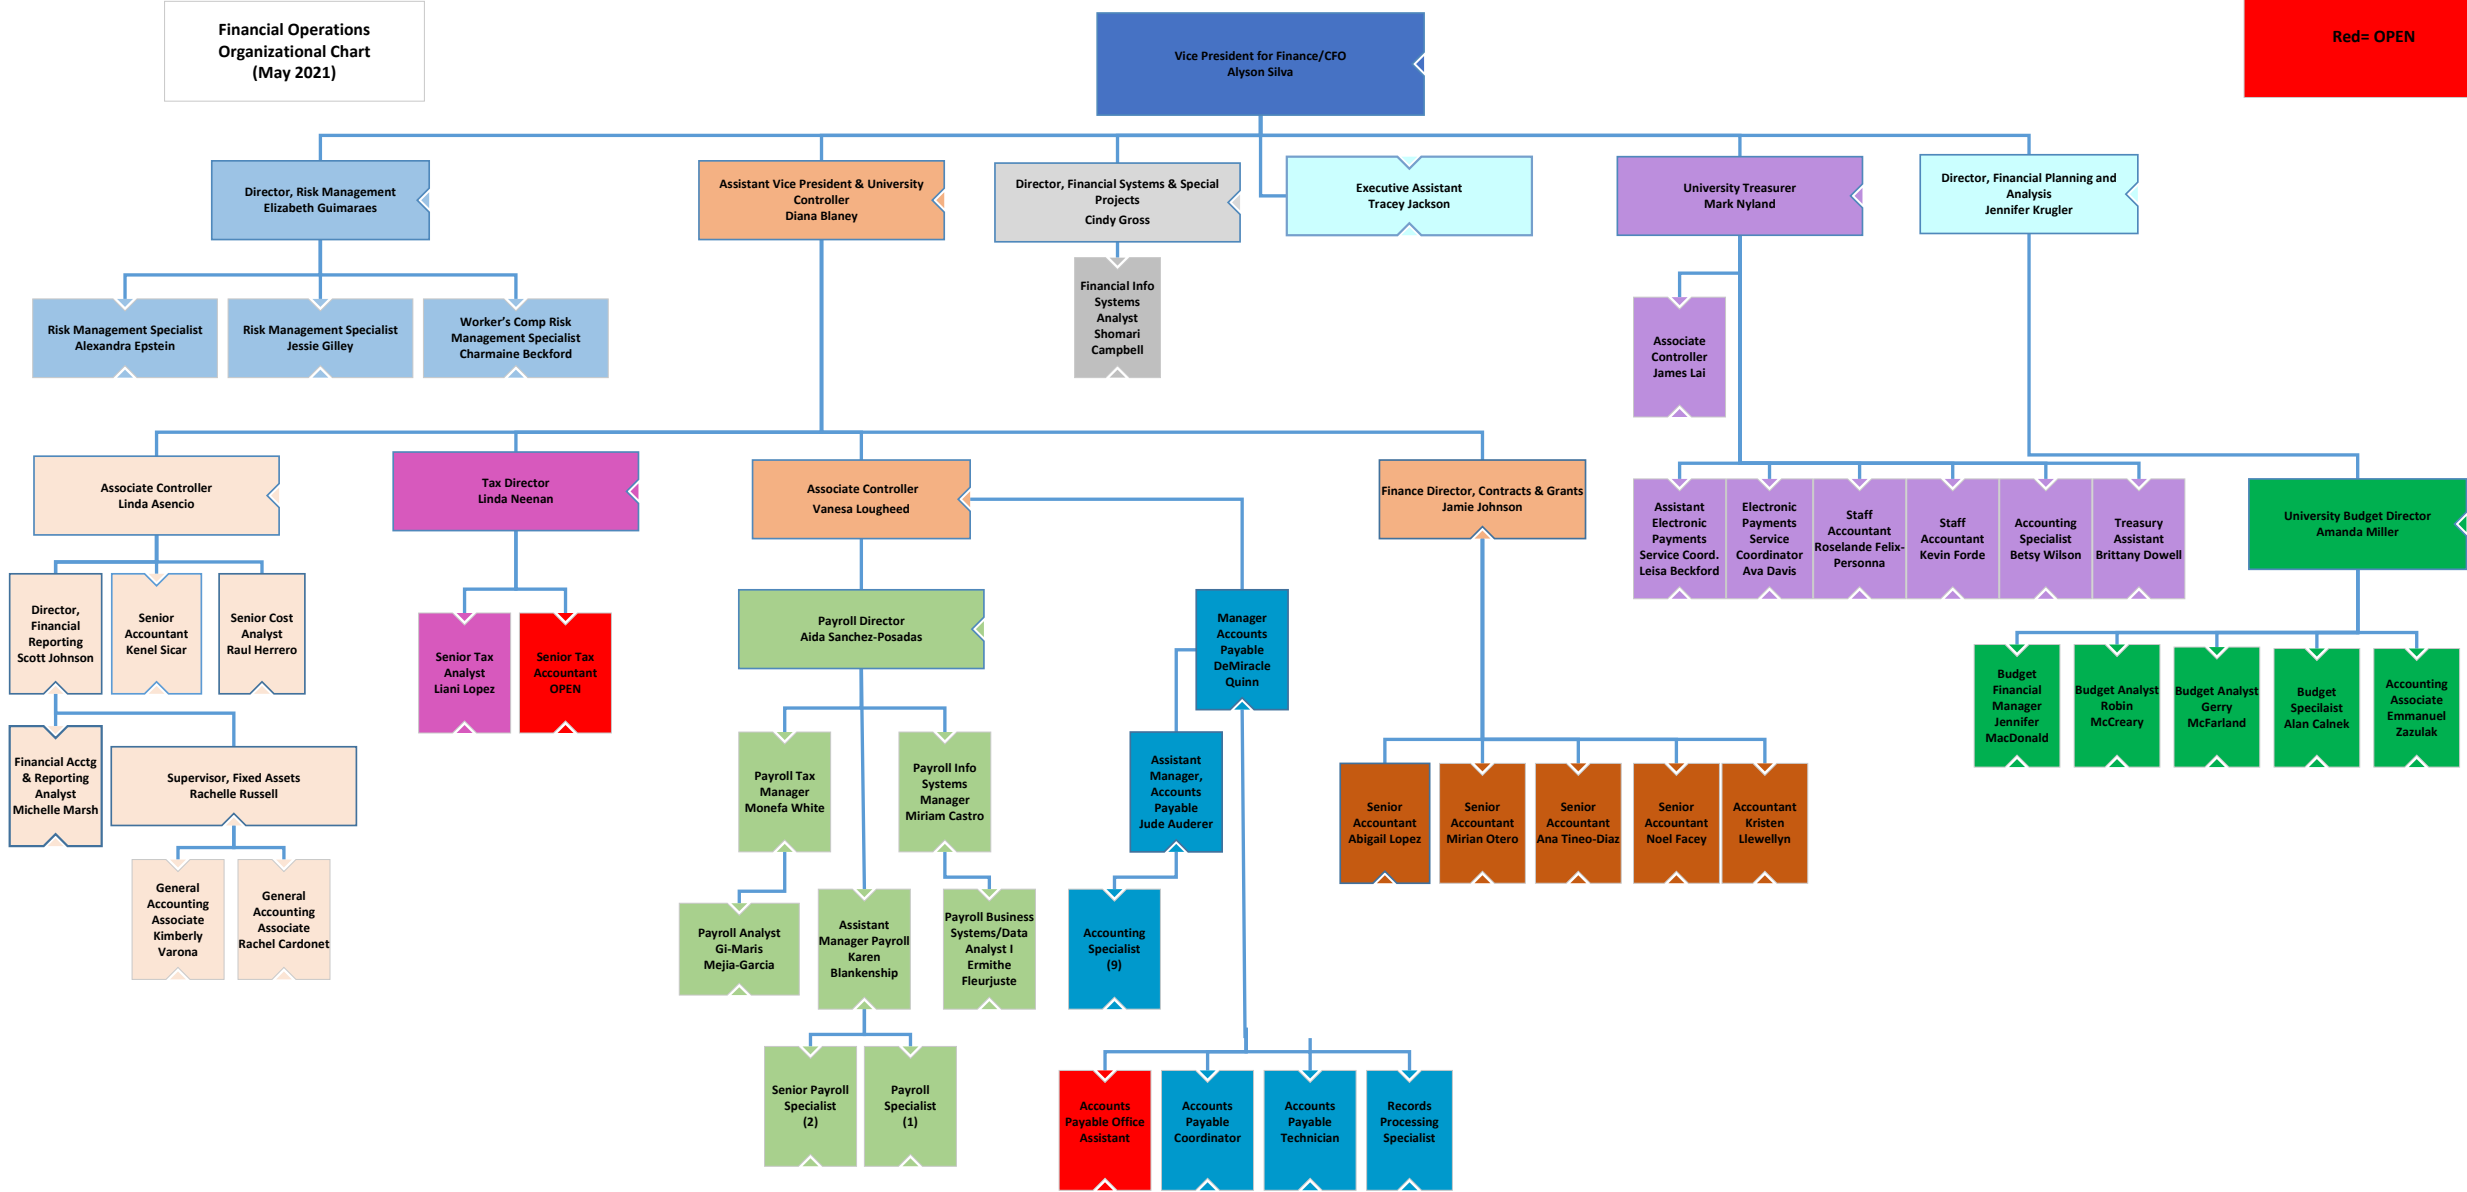 Financial Operations
Organizational Chart
(May 2021)
Vice President for Finance/CFO
Alyson Silva
Red= OPEN
Director, Risk Management
Elizabeth Guimaraes
Assistant Vice President & University
Controller
Diana Blaney
Director, Financial Systems & Special
Projects
Cindy Gross
Executive Assistant
Tracey Jackson
University Treasurer
Mark Nyland
Director, Financial Planning and
Analysis
Jennifer Krugler
Risk Management Specialist
Alexandra Epstein
Risk Management Specialist
Jessie Gilley
Worker’s Comp Risk
Management Specialist
Charmaine Beckford
Financial Info
Systems
Analyst
Shomari
Campbell
Associate
Controller
James Lai
Associate Controller
Linda Asencio
Tax Director
Linda Neenan
Associate Controller
Vanesa Lougheed
Finance Director, Contracts & Grants
Jamie Johnson
Assistant
Electronic
Payments
Service Coord.
Leisa Beckford
Electronic
Payments
Service
Coordinator
Ava Davis
Staff
Accountant
Roselande Felix-
Personna
Staff
Accountant
Kevin Forde
Accounting
Specialist
Betsy Wilson
Treasury
Assistant
Brittany Dowell
University Budget Director
Amanda Miller
Director,
Financial
Reporting
Scott Johnson
Senior
Accountant
Kenel Sicar
Senior Cost
Analyst
Raul Herrero
Senior Tax
Analyst
Liani Lopez
Senior Tax
Accountant
OPEN
Payroll Director
Aida Sanchez-Posadas
Manager
Accounts
Payable
DeMiracle
Quinn
Budget
Financial
Manager
Jennifer
MacDonald
Budget Analyst
Robin
McCreary
Budget Analyst
Gerry
McFarland
Budget
Specilaist
Alan Calnek
Accounting
Associate
Emmanuel
Zazulak
Financial Acctg
& Reporting
Analyst
Michelle Marsh
Supervisor, Fixed Assets
Rachelle Russell
Payroll Tax
Manager
Monefa White
Payroll Info
Systems
Manager
Miriam Castro
Assistant
Manager,
Accounts
Payable
Jude Auderer
Senior
Accountant
Abigail Lopez
Senior
Accountant
Mirian Otero
Senior
Accountant
Ana Tineo-Diaz
Senior
Accountant
Noel Facey
Accountant
Kristen
Llewellyn
General
Accounting
Associate
Kimberly
Varona
General
Accounting
Associate
Rachel Cardonet
Payroll Analyst
Gi-Maris
Mejia-Garcia
Assistant
Manager Payroll
Karen
Blankenship
Payroll Business
Systems/Data
Analyst I
Ermithe
Fleurjuste
Accounting
Specialist
(9)
Senior Payroll
Specialist
(2)
Payroll
Specialist
(1)
Accounts
Payable Office
Assistant
Accounts
Payable
Coordinator
Accounts
Payable
Technician
Records
Processing
Specialist